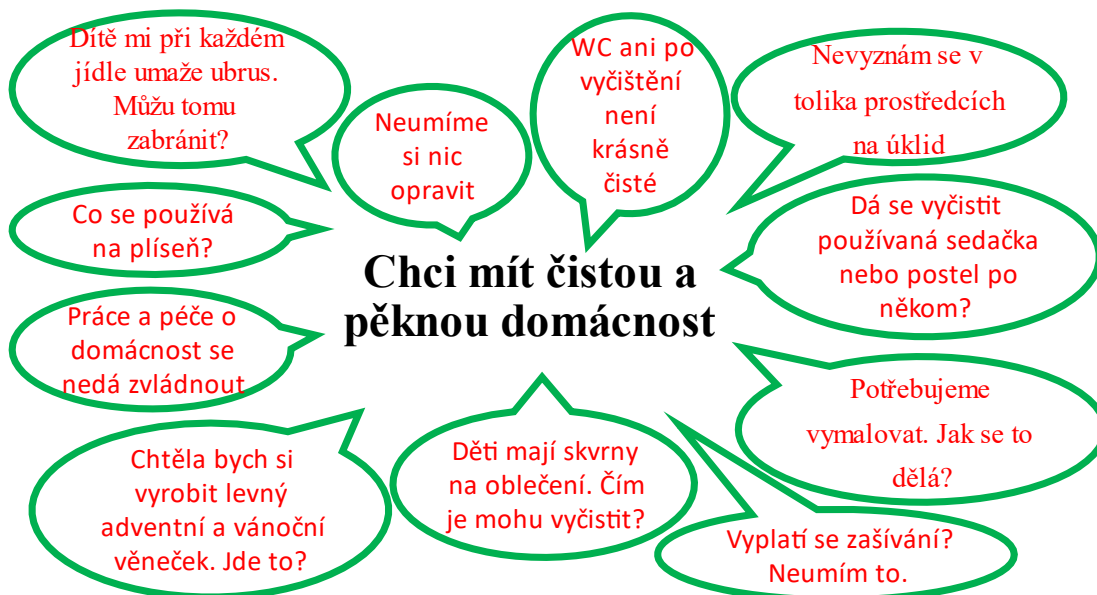 Dítě mi při každém
jídle umaže ubrus.
Můžu tomu
zabránit?
Neumíme
si nic
opravit
WC ani po
vyčištění
není
krásně
čisté
Nevyznám se v
tolika prostředcích
na úklid
Co se používá
na plíseň?
Dá se vyčistit
používaná sedačka
nebo postel po
někom?
Chci mít čistou a
pěknou domácnost
Práce a péče o
domácnost se
nedá zvládnout
Potřebujeme
vymalovat. Jak se to
dělá?
Chtěla bych si
vyrobit levný
adventní a vánoční
věneček. Jde to?
Děti mají skvrny
na oblečení. Čím
je mohu vyčistit?
Vyplatí se zašívání?
Neumím to.